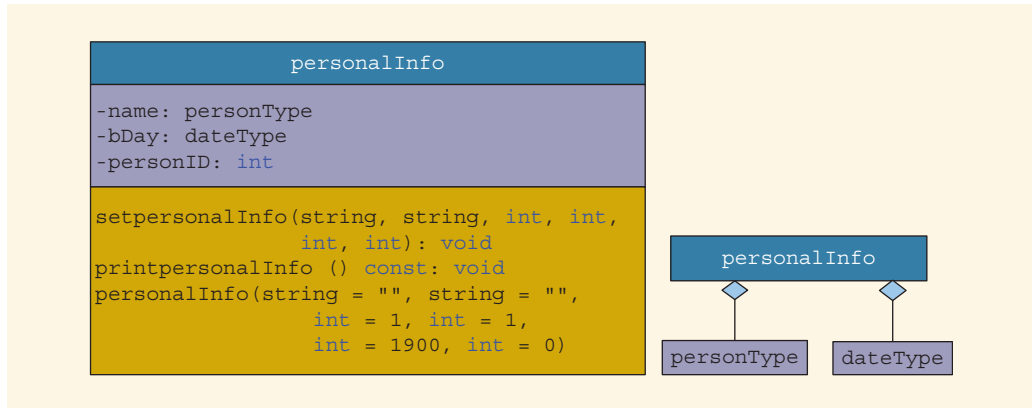 personalInfo
-name: personType
-bDay: dateType
-personID: int
setpersonalInfo(string, string, int, int,
int, int): void
printpersonalInfo () const: void
personalInfo(string = "", string = "",
int = 1, int = 1,
int = 1900, int = 0)
personalInfo
personType
dateType